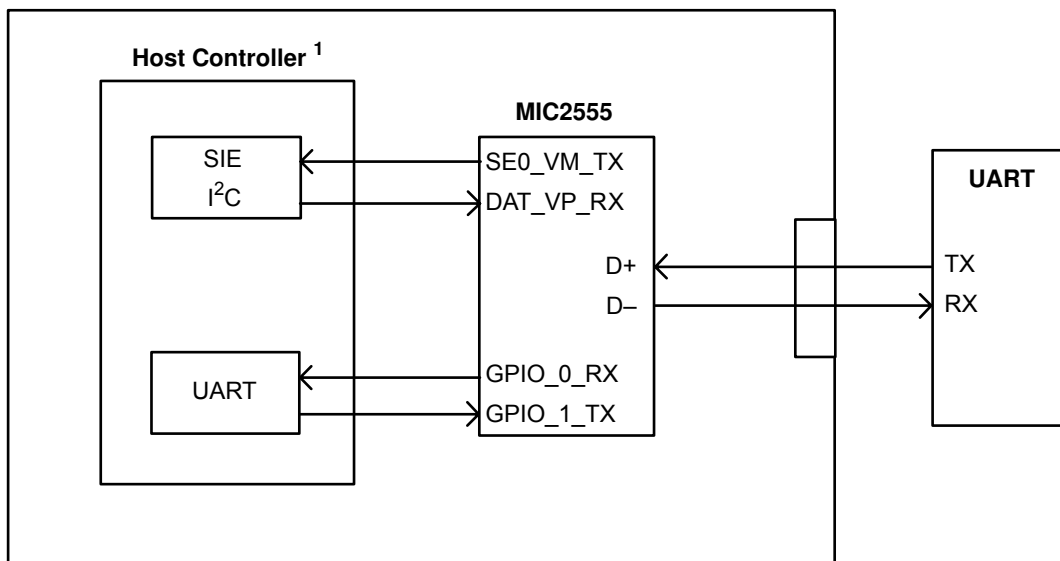 Host Controller 1
MIC2555
SIE
I2C
SE0_VM_TX
DAT_VP_RX
D+
D–
UART
GPIO_0_RX
GPIO_1_TX
UART
TX
RX